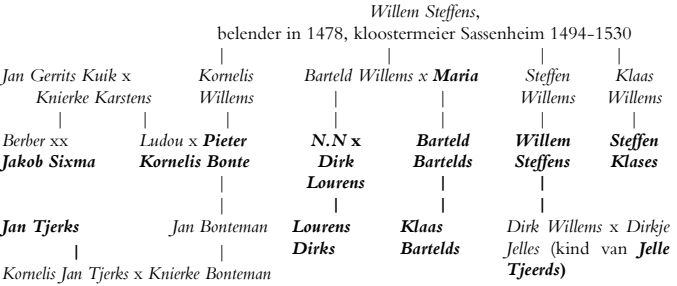 Willem Steffens,
belender in 1478, kloostermeier Sassenheim 1494-1530
Jan Gerrits Kuik x Kornelis Barteld Willems x Maria Steffen Klaas
Knierke Karstens Willems Willems Willems
Berber xx Ludou x Pieter N.N x Barteld Willem Steffen
Jakob Sixma Kornelis Bonte Dirk Bartelds Steffens Klases
Lourens
Jan Tjerks Jan Bonteman Lourens Klaas Dirk Willems x Dirkje
Dirks Bartelds Jelles (kind van Jelle
Tjeerds)
Kornelis Jan Tjerks x Knierke Bonteman